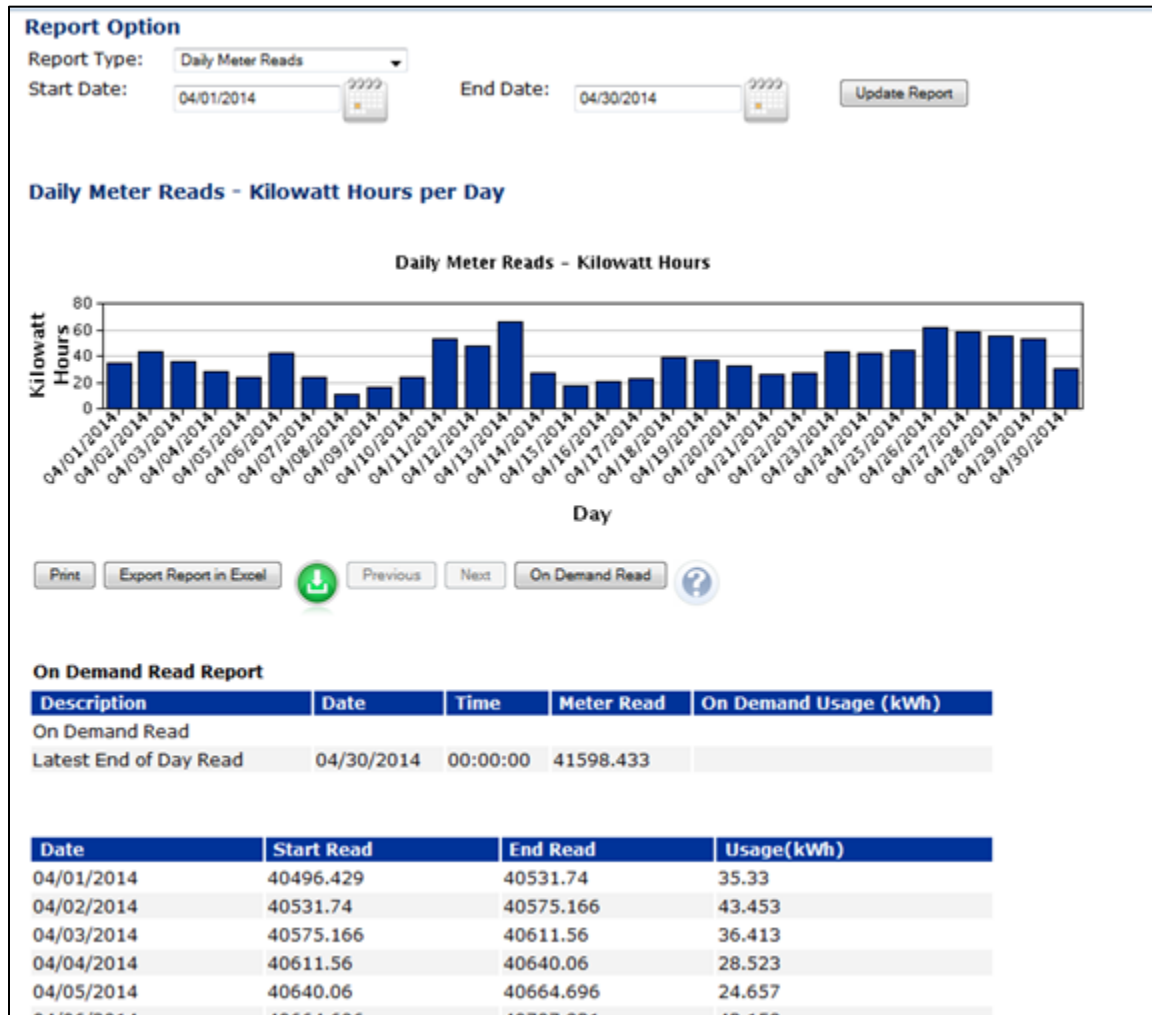 Report Option
Report Type: Daily Meter Reads
Start Date: 04/01/2014 End Date: 04/30/2014 Update Report
Daily Meter Reads - Kilowatt Hours per Day
Daily Meter Reads - Kilowatt Hours
Kilowatt
Hours
80
60
40
20
0
04/01/2014 04/02/2014 04/03/2014 04/04/2014 04/05/2014 04/06/2014 04/07/2014 04/08/2014 04/09/2014 04/10/2014 04/11/2014 04/12/2014 04/13/2014 04/14/2014 04/15/2014 04/16/2014 04/17/2014 04/18/2014 04/19/2014 04/20/2014 04/21/2014 04/22/2014 04/23/2014 04/24/2014 04/25/2014 04/26/2014 04/27/2014 04/28/2014 04/29/2014 04/30/2014
Day
Print Export Report in Excel Previous Next On Demand Read ?
On Demand Read Report
Description Date Time Meter Read On Demand Usage (kWh)
On Demand Read
Latest End of Day Read 04/30/2014 00:00:00 41598.433
Date Start Read End Read Usage(kWh)
04/01/2014 40496.429 40531.74 35.33
04/02/2014 40531.74 40575.166 43.453
04/03/2014 40575.166 40611.56 36.413
04/04/2014 40611.56 40640.06 28.523
04/05/2014 40640.06 40664.696 24.657